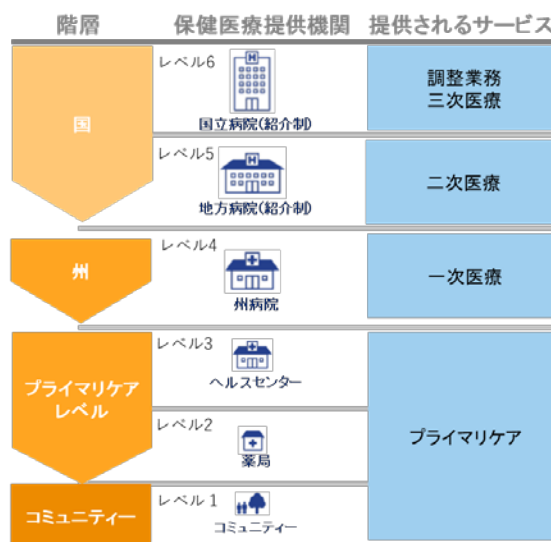 階層
保健医療提供機関
提供されるサービス
国
レベル6
H
国立病院(紹介制)
調整業務
三次医療
レベル5
H
地方病院(紹介制)
二次医療
州
レベル4
州病院
一次医療
プライマリケア
レベル
レベル3
ヘルスセンター
レベル2
薬局
プライマリケア
コミュニティー
レベル 1
コミュニティー